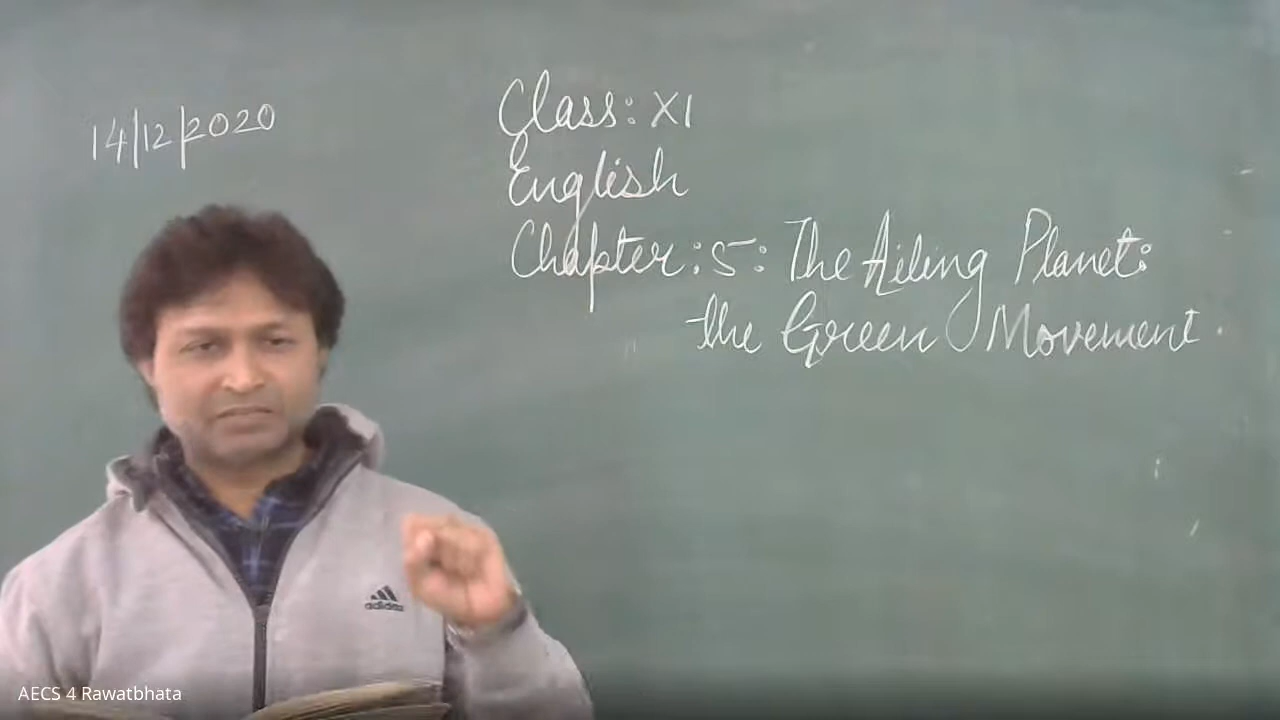 14/12/2020
Class: XI
English
Chapter: 5: The Ailing Planet:
the Green Movement.
adidas
AECS 4 Rawatbhata